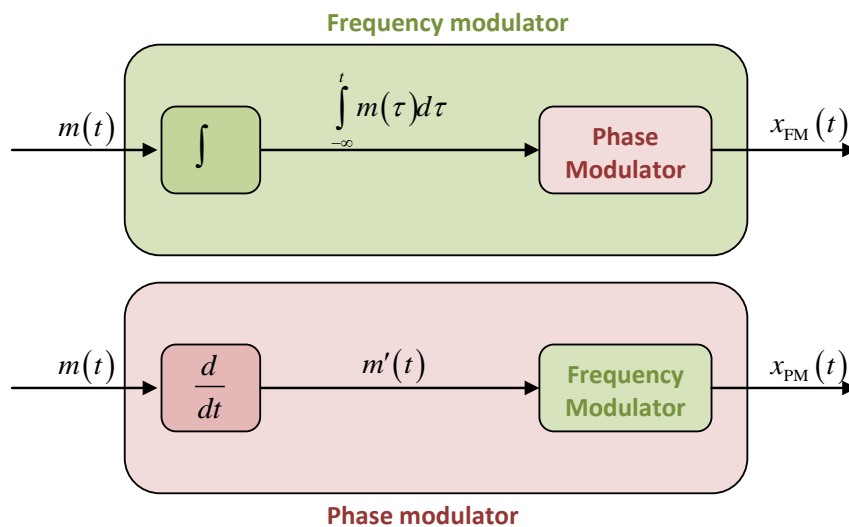 Frequency modulator
m(t)
∫
t
∫ m(τ)dτ
−∞
Phase
Modulator
x_FM(t)
m(t)
d
dt
m′(t)
Frequency
Modulator
x_PM(t)
Phase modulator